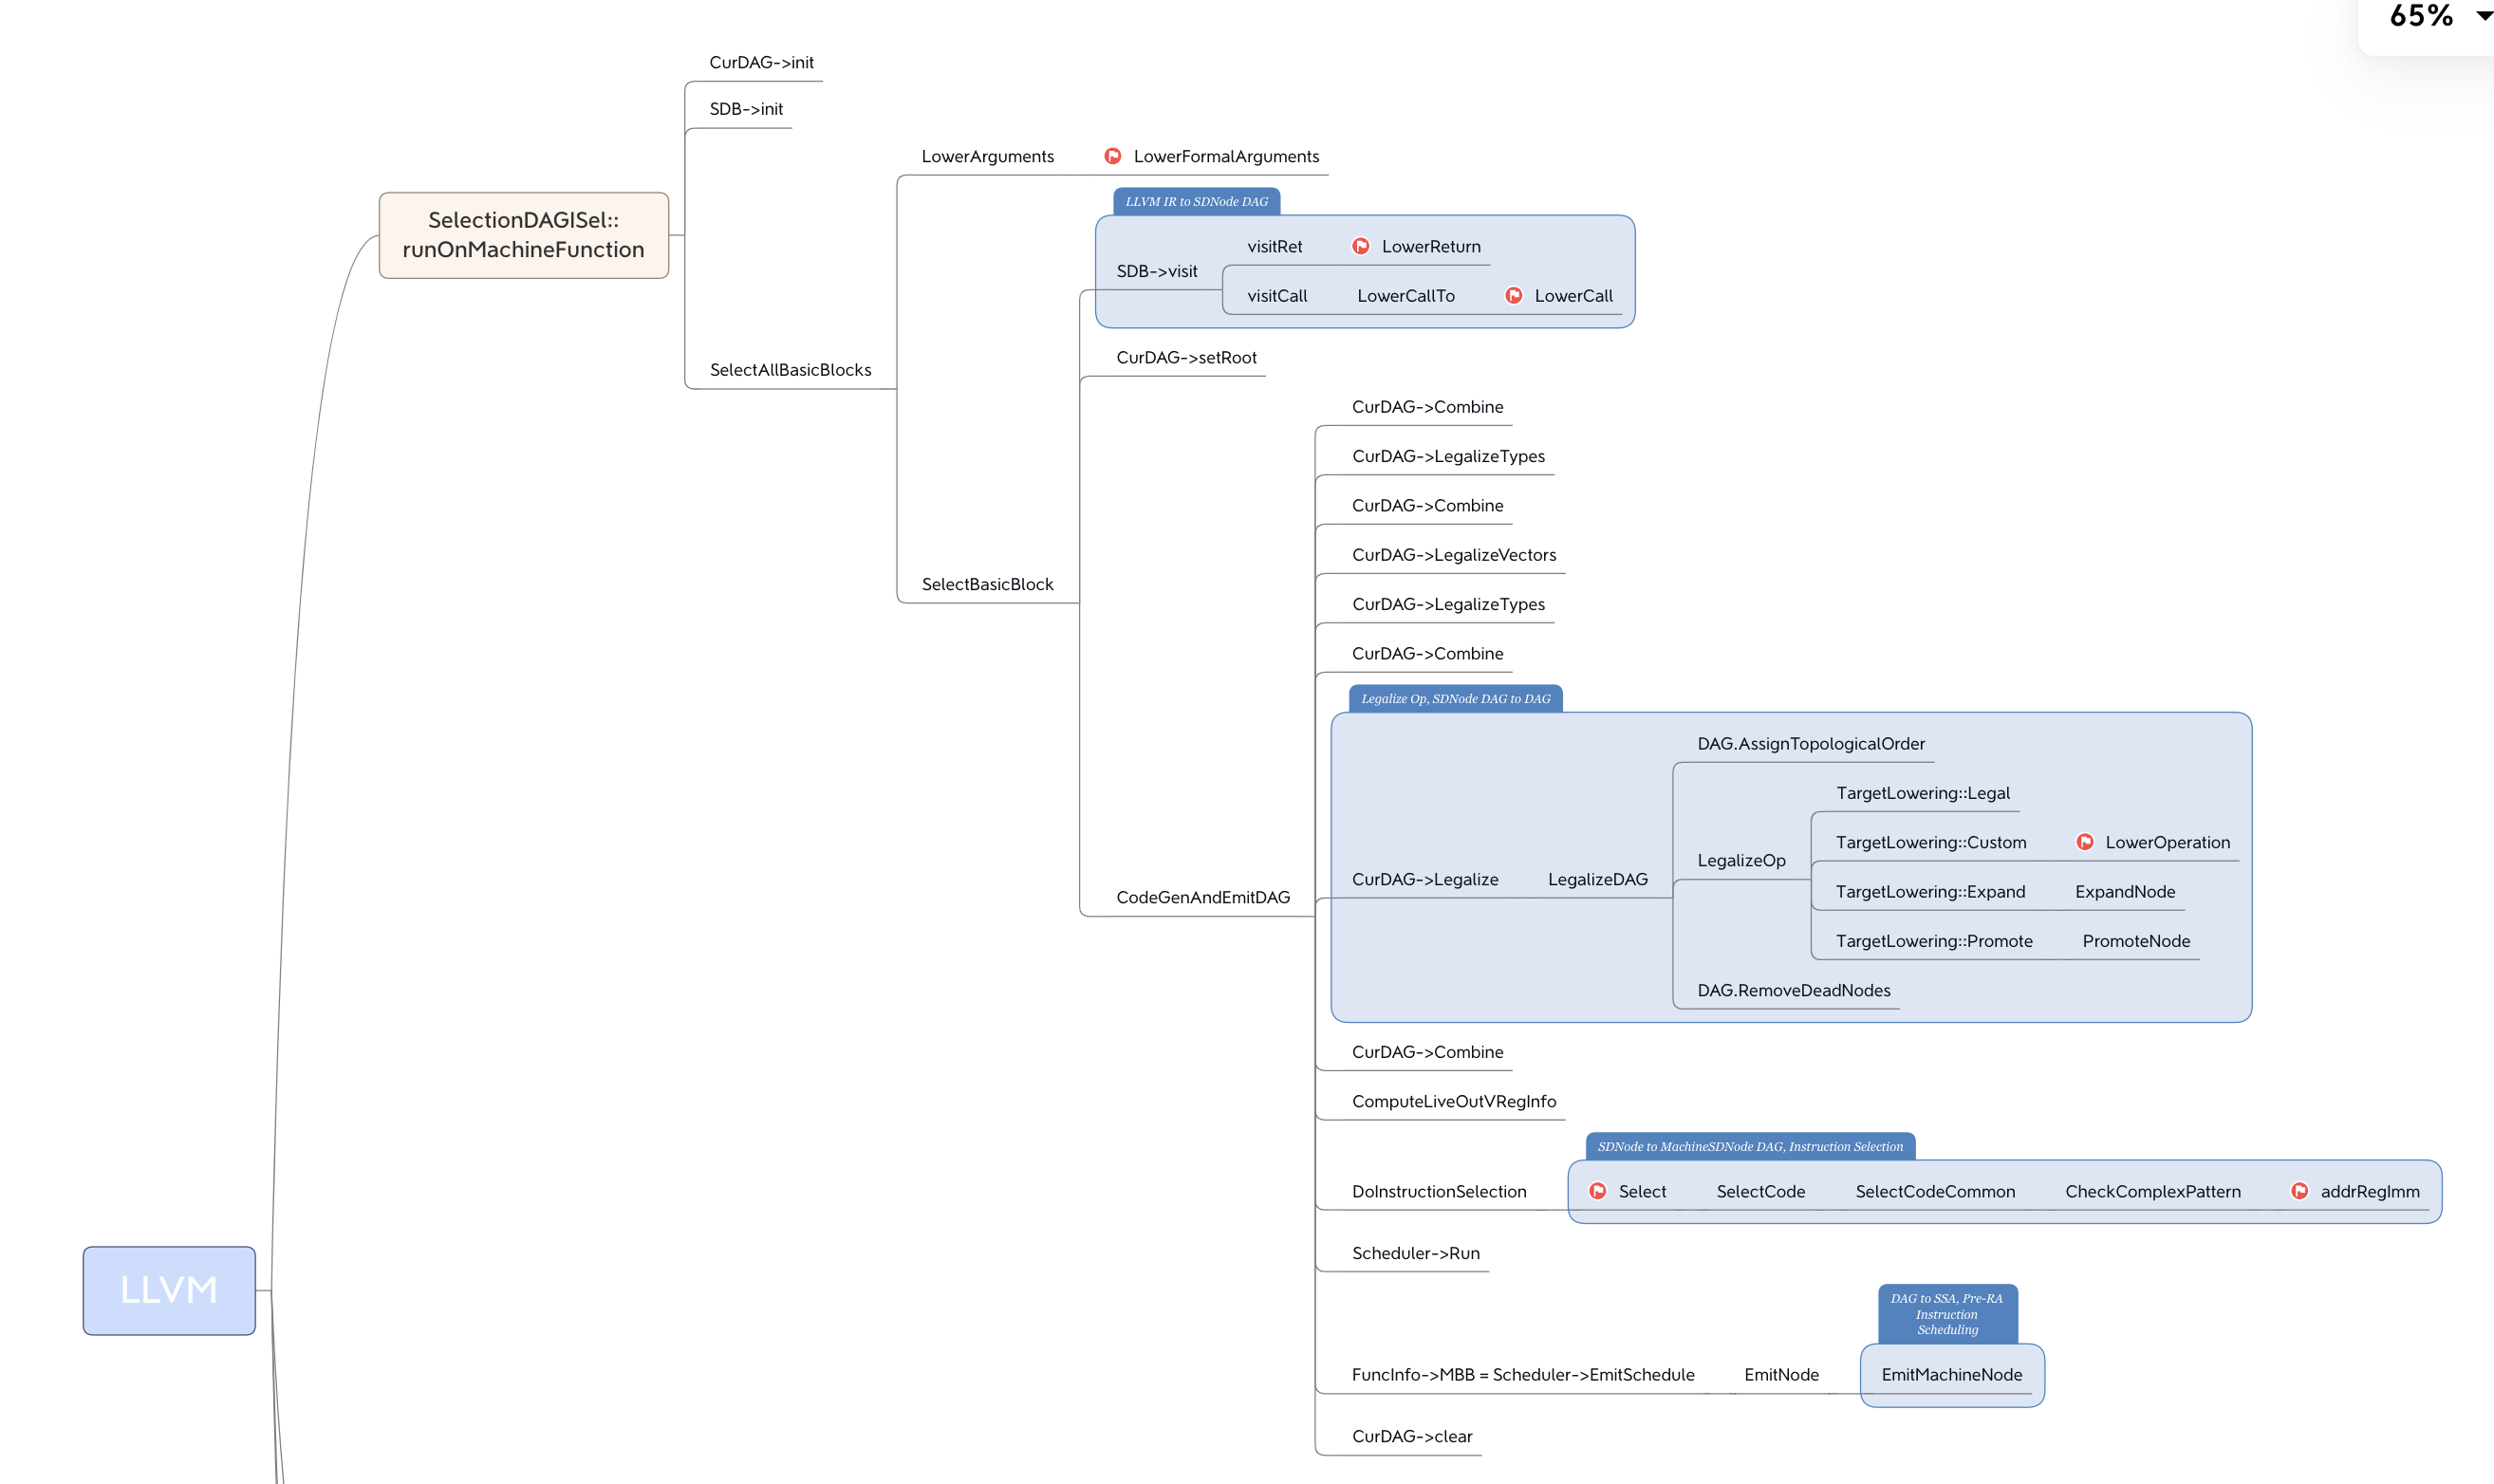 65%
CurDAG->init
SDB->init
LowerArguments LowerFormalArguments
LLVM IR to SDNode DAG
SelectionDAGISel::
runOnMachineFunction
visitRet LowerReturn
SDB->visit
visitCall LowerCallTo LowerCall
CurDAG->setRoot
SelectAllBasicBlocks
CurDAG->Combine
CurDAG->LegalizeTypes
CurDAG->Combine
CurDAG->LegalizeVectors
SelectBasicBlock
CurDAG->LegalizeTypes
CurDAG->Combine
Legalize Op, SDNode DAG to DAG
DAG.AssignTopologicalOrder
TargetLowering::Legal
TargetLowering::Custom LowerOperation
LegalizeOp
CurDAG->Legalize LegalizeDAG
TargetLowering::Expand ExpandNode
CodeGenAndEmitDAG
TargetLowering::Promote PromoteNode
DAG.RemoveDeadNodes
CurDAG->Combine
ComputeLiveOutVRegInfo
SDNode to MachineSDNode DAG, Instruction Selection
DoInstructionSelection Select SelectCode SelectCodeCommon CheckComplexPattern addrRegImm
Scheduler->Run
LLVM
DAG to SSA, Pre-RA
Instruction
Scheduling
FuncInfo->MBB = Scheduler->EmitSchedule EmitNode EmitMachineNode
CurDAG->clear